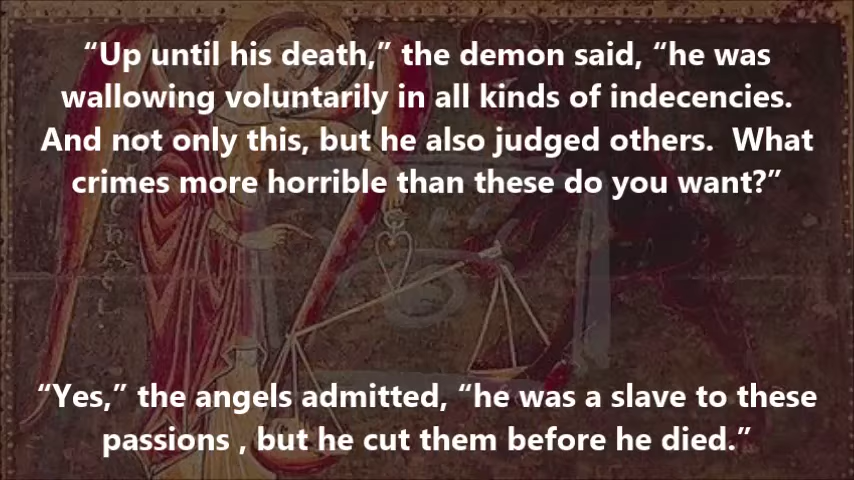 “Up until his death,” the demon said, “he was
wallowing voluntarily in all kinds of indecencies.
And not only this, but he also judged others.  What
crimes more horrible than these do you want?”
“Yes,” the angels admitted, “he was a slave to these
passions , but he cut them before he died.”